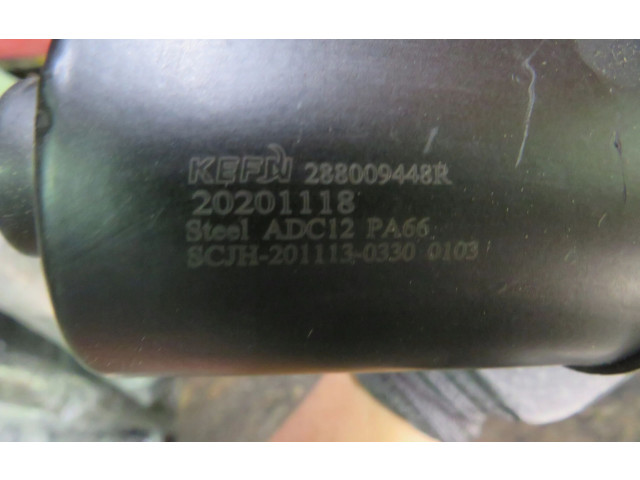 KEFN 288009448R
20201118
Steel ADC12 PA66
SCJH-201113-0330 0103